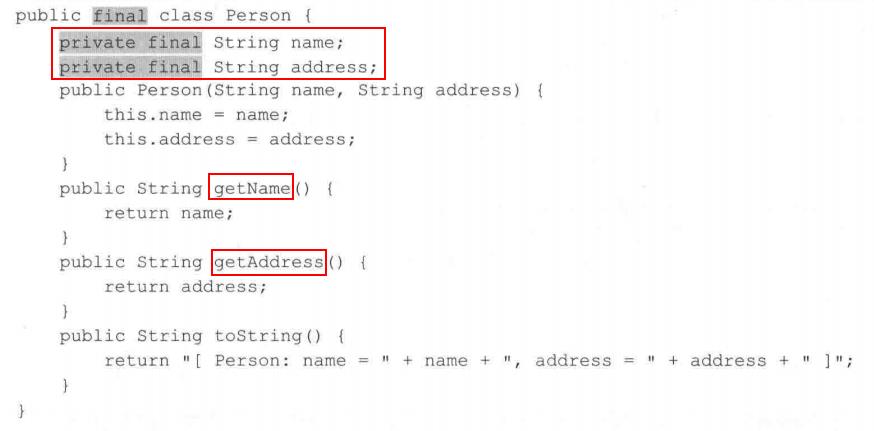 public final class Person {
private final String name;
private final String address;
public Person(String name, String address) {
this.name = name;
this.address = address;
}
public String getName() {
return name;
}
public String getAddress() {
return address;
}
public String toString() {
return "[ Person: name = " + name + ", address = " + address + " ]";
}
}